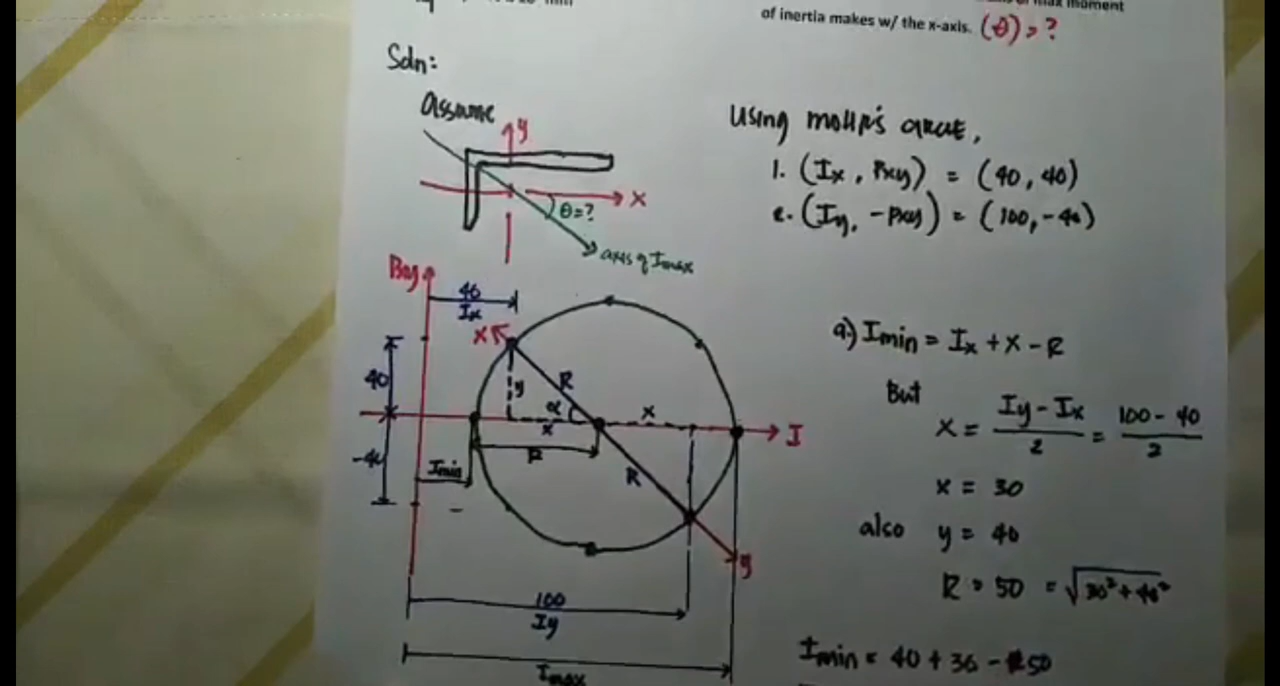 max moment
of inertia makes w/ the x-axis. (θ) = ?
Soln:
Assume
y
x
θ=?
axis of Imax
Using MOHR'S CIRCLE,
1. (Ix, Pxy) = (40, 40)
2. (Iy, -Pxy) = (100, -40)
Pxy
40
Ix
X
R
y
40
α
x
x
I
-40
R
Imin
R
y
100
Iy
Imax
a.) Imin = Ix + x - R
But
x = Iy - Ix / 2 = 100 - 40 / 2
x = 30
also y = 40
R = 50 = √30² + 40²
Imin = 40 + 30 - 50